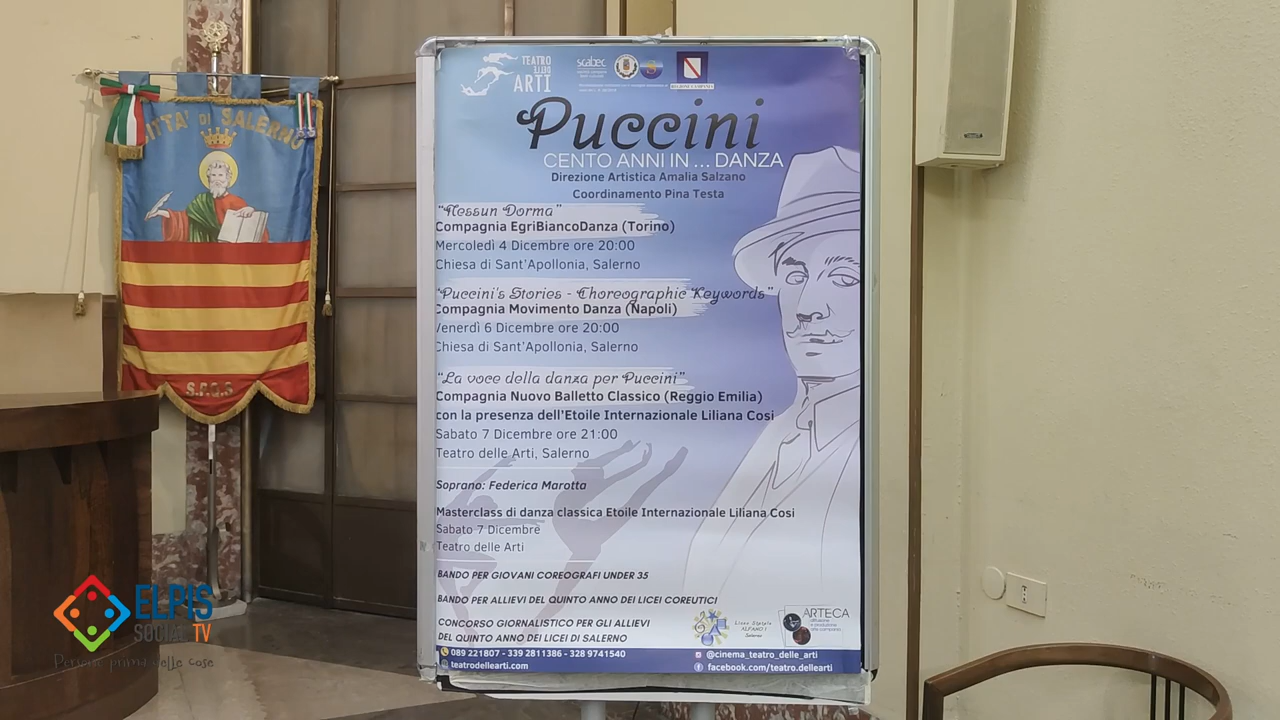 CITTA' DI SALERNO
S.P.Q.S
TEATRO
DELLE
ARTI
scabec
REGIONE CAMPANIA
Puccini
CENTO ANNI IN ... DANZA
Direzione Artistica Amalia Salzano
Coordinamento Pina Testa
"Nessun Dorma"
Compagnia EgriBiancoDanza (Torino)
Mercoledì 4 Dicembre ore 20:00
Chiesa di Sant'Apollonia, Salerno
"Puccini's Stories - Choreographic Keywords"
Compagnia Movimento Danza (Napoli)
Venerdì 6 Dicembre ore 20:00
Chiesa di Sant'Apollonia, Salerno
"La voce della danza per Puccini"
Compagnia Nuovo Balletto Classico (Reggio Emilia)
con la presenza dell'Etoile Internazionale Liliana Cosi
Sabato 7 Dicembre ore 21:00
Teatro delle Arti, Salerno
Soprano: Federica Marotta
Masterclass di danza classica Etoile Internazionale Liliana Cosi
Sabato 7 Dicembre
Teatro delle Arti
BANDO PER GIOVANI COREOGRAFI UNDER 35
BANDO PER ALLIEVI DEL QUINTO ANNO DEI LICEI COREUTICI
CONCORSO GIORNALISTICO PER GLI ALLIEVI
DEL QUINTO ANNO DEI LICEI DI SALERNO
Liceo Statale
ALFANO I
Salerno
ARTECA
089 221807 - 339 2811386 - 328 9741540
@cinema_teatro_delle_arti
teatrodellearti.com
facebook.com/teatro.dellearti
ELPIS
SOCIAL TV
Persone prima delle cose